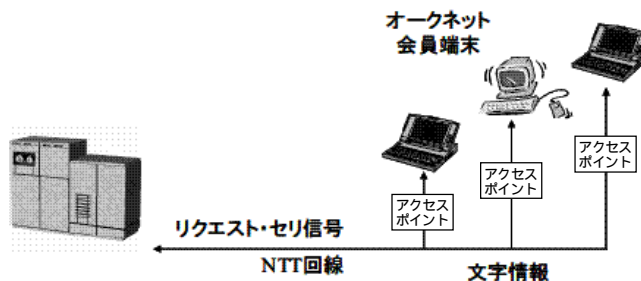 オークネット
会員端末
アクセス
ポイント
アクセス
ポイント
アクセス
ポイント
リクエスト・セリ信号
NTT回線
文字情報